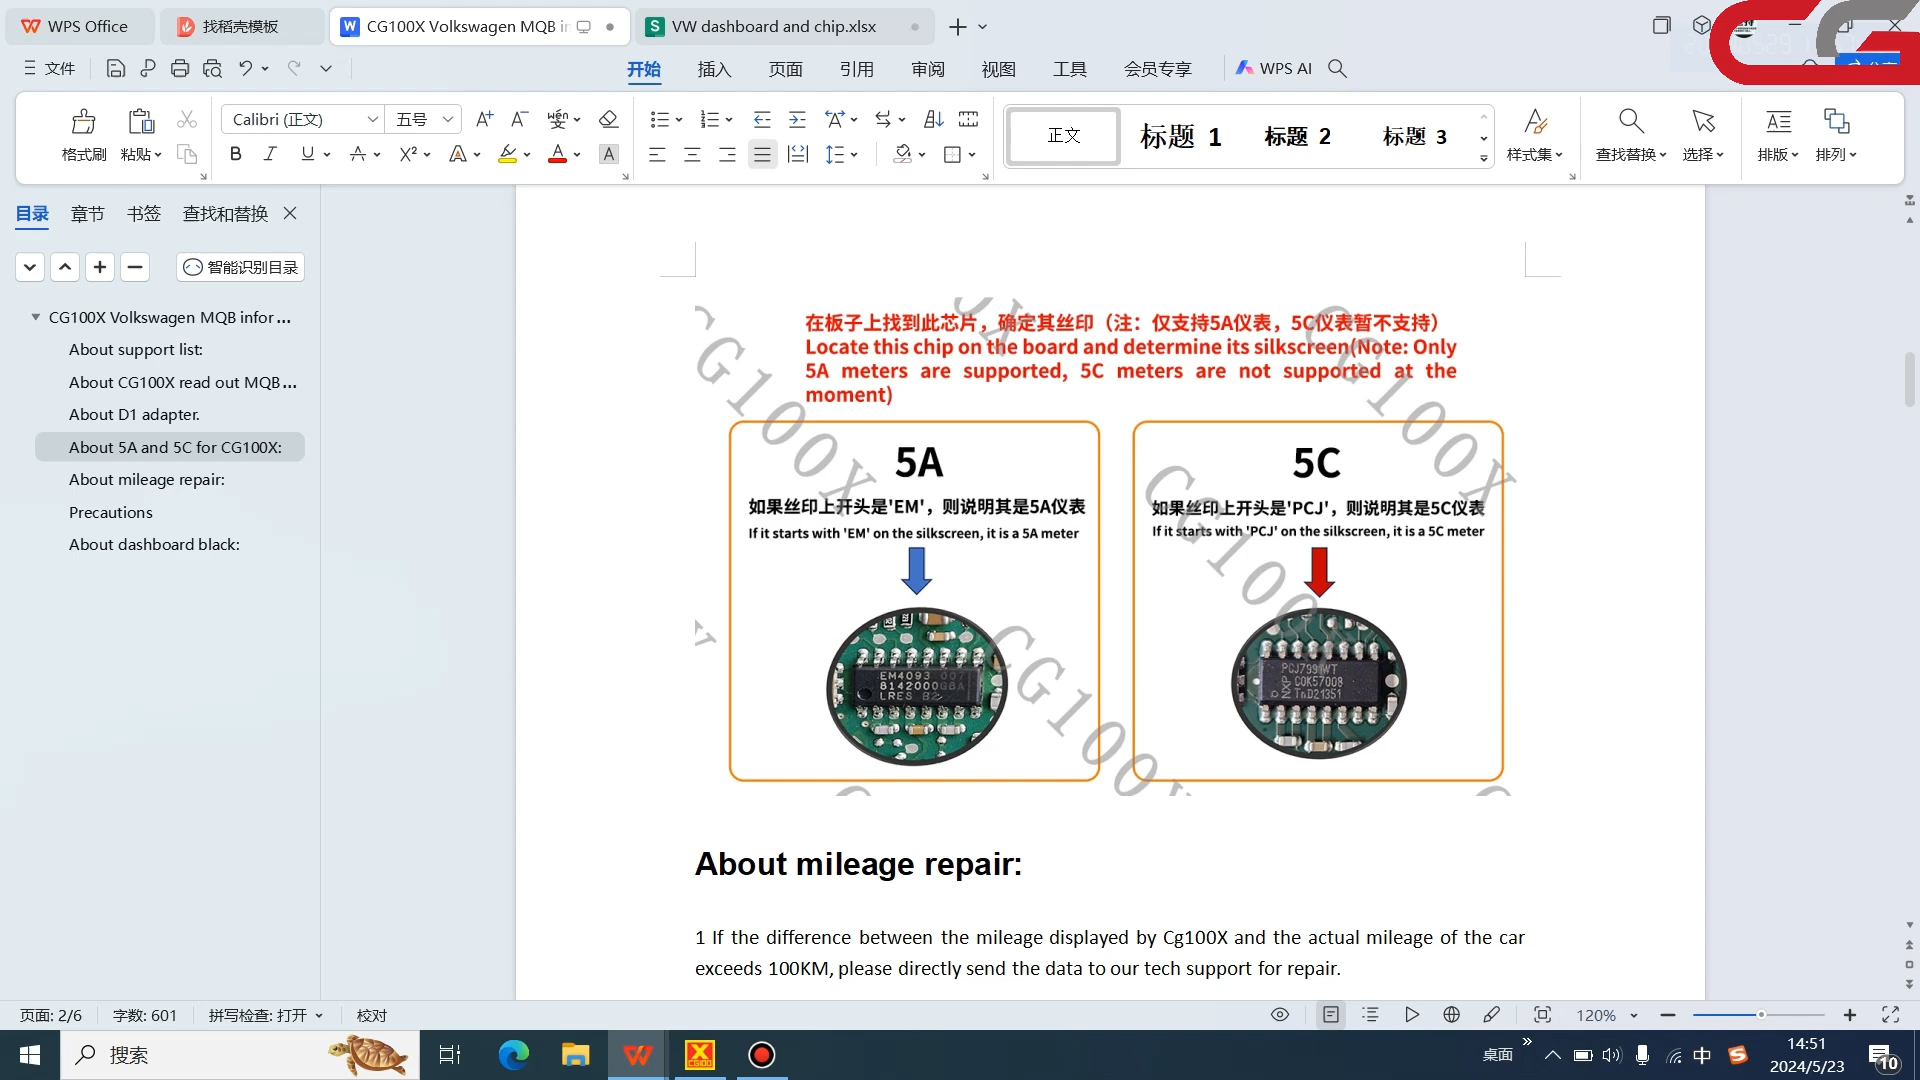 WPS Office
找稻壳模板
CG100X Volkswagen MQB in
VW dashboard and chip.xlsx
文件
开始
插入
页面
引用
审阅
视图
工具
会员专享
WPS AI
格式刷
粘贴
Calibri (正文)
五号
正文
标题 1
标题 2
标题 3
样式集
查找替换
选择
排版
排列
目录
章节
书签
查找和替换
智能识别目录
CG100X Volkswagen MQB infor...
About support list:
About CG100X read out MQB...
About D1 adapter.
About 5A and 5C for CG100X:
About mileage repair:
Precautions
About dashboard black:
在板子上找到此芯片，确定其丝印（注：仅支持5A仪表，5C仪表暂不支持）
Locate this chip on the board and determine its silkscreen(Note: Only
5A meters are supported, 5C meters are not supported at the
moment)
5A
如果丝印上开头是'EM'，则说明其是5A仪表
If it starts with 'EM' on the silkscreen, it is a 5A meter
EM4093 007
LRES B2
5C
如果丝印上开头是'PCJ'，则说明其是5C仪表
If it starts with 'PCJ' on the silkscreen, it is a 5C meter
PCJ7991WT
COK57008
TnD21351
NXP
CG100X
CG100X
CG100X
CG100X
About mileage repair:
1 If the difference between the mileage displayed by Cg100X and the actual mileage of the car
exceeds 100KM, please directly send the data to our tech support for repair.
页面: 2/6
字数: 601
拼写检查: 打开
校对
120%
搜索
桌面
中
14:51
2024/5/23
10
CG